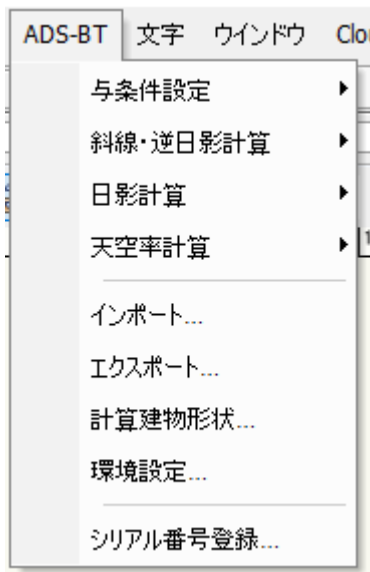 ADS-BT 文字 ウインドウ
与条件設定
斜線・逆日影計算
日影計算
天空率計算
インポート...
エクスポート...
計算建物形状...
環境設定...
シリアル番号登録...